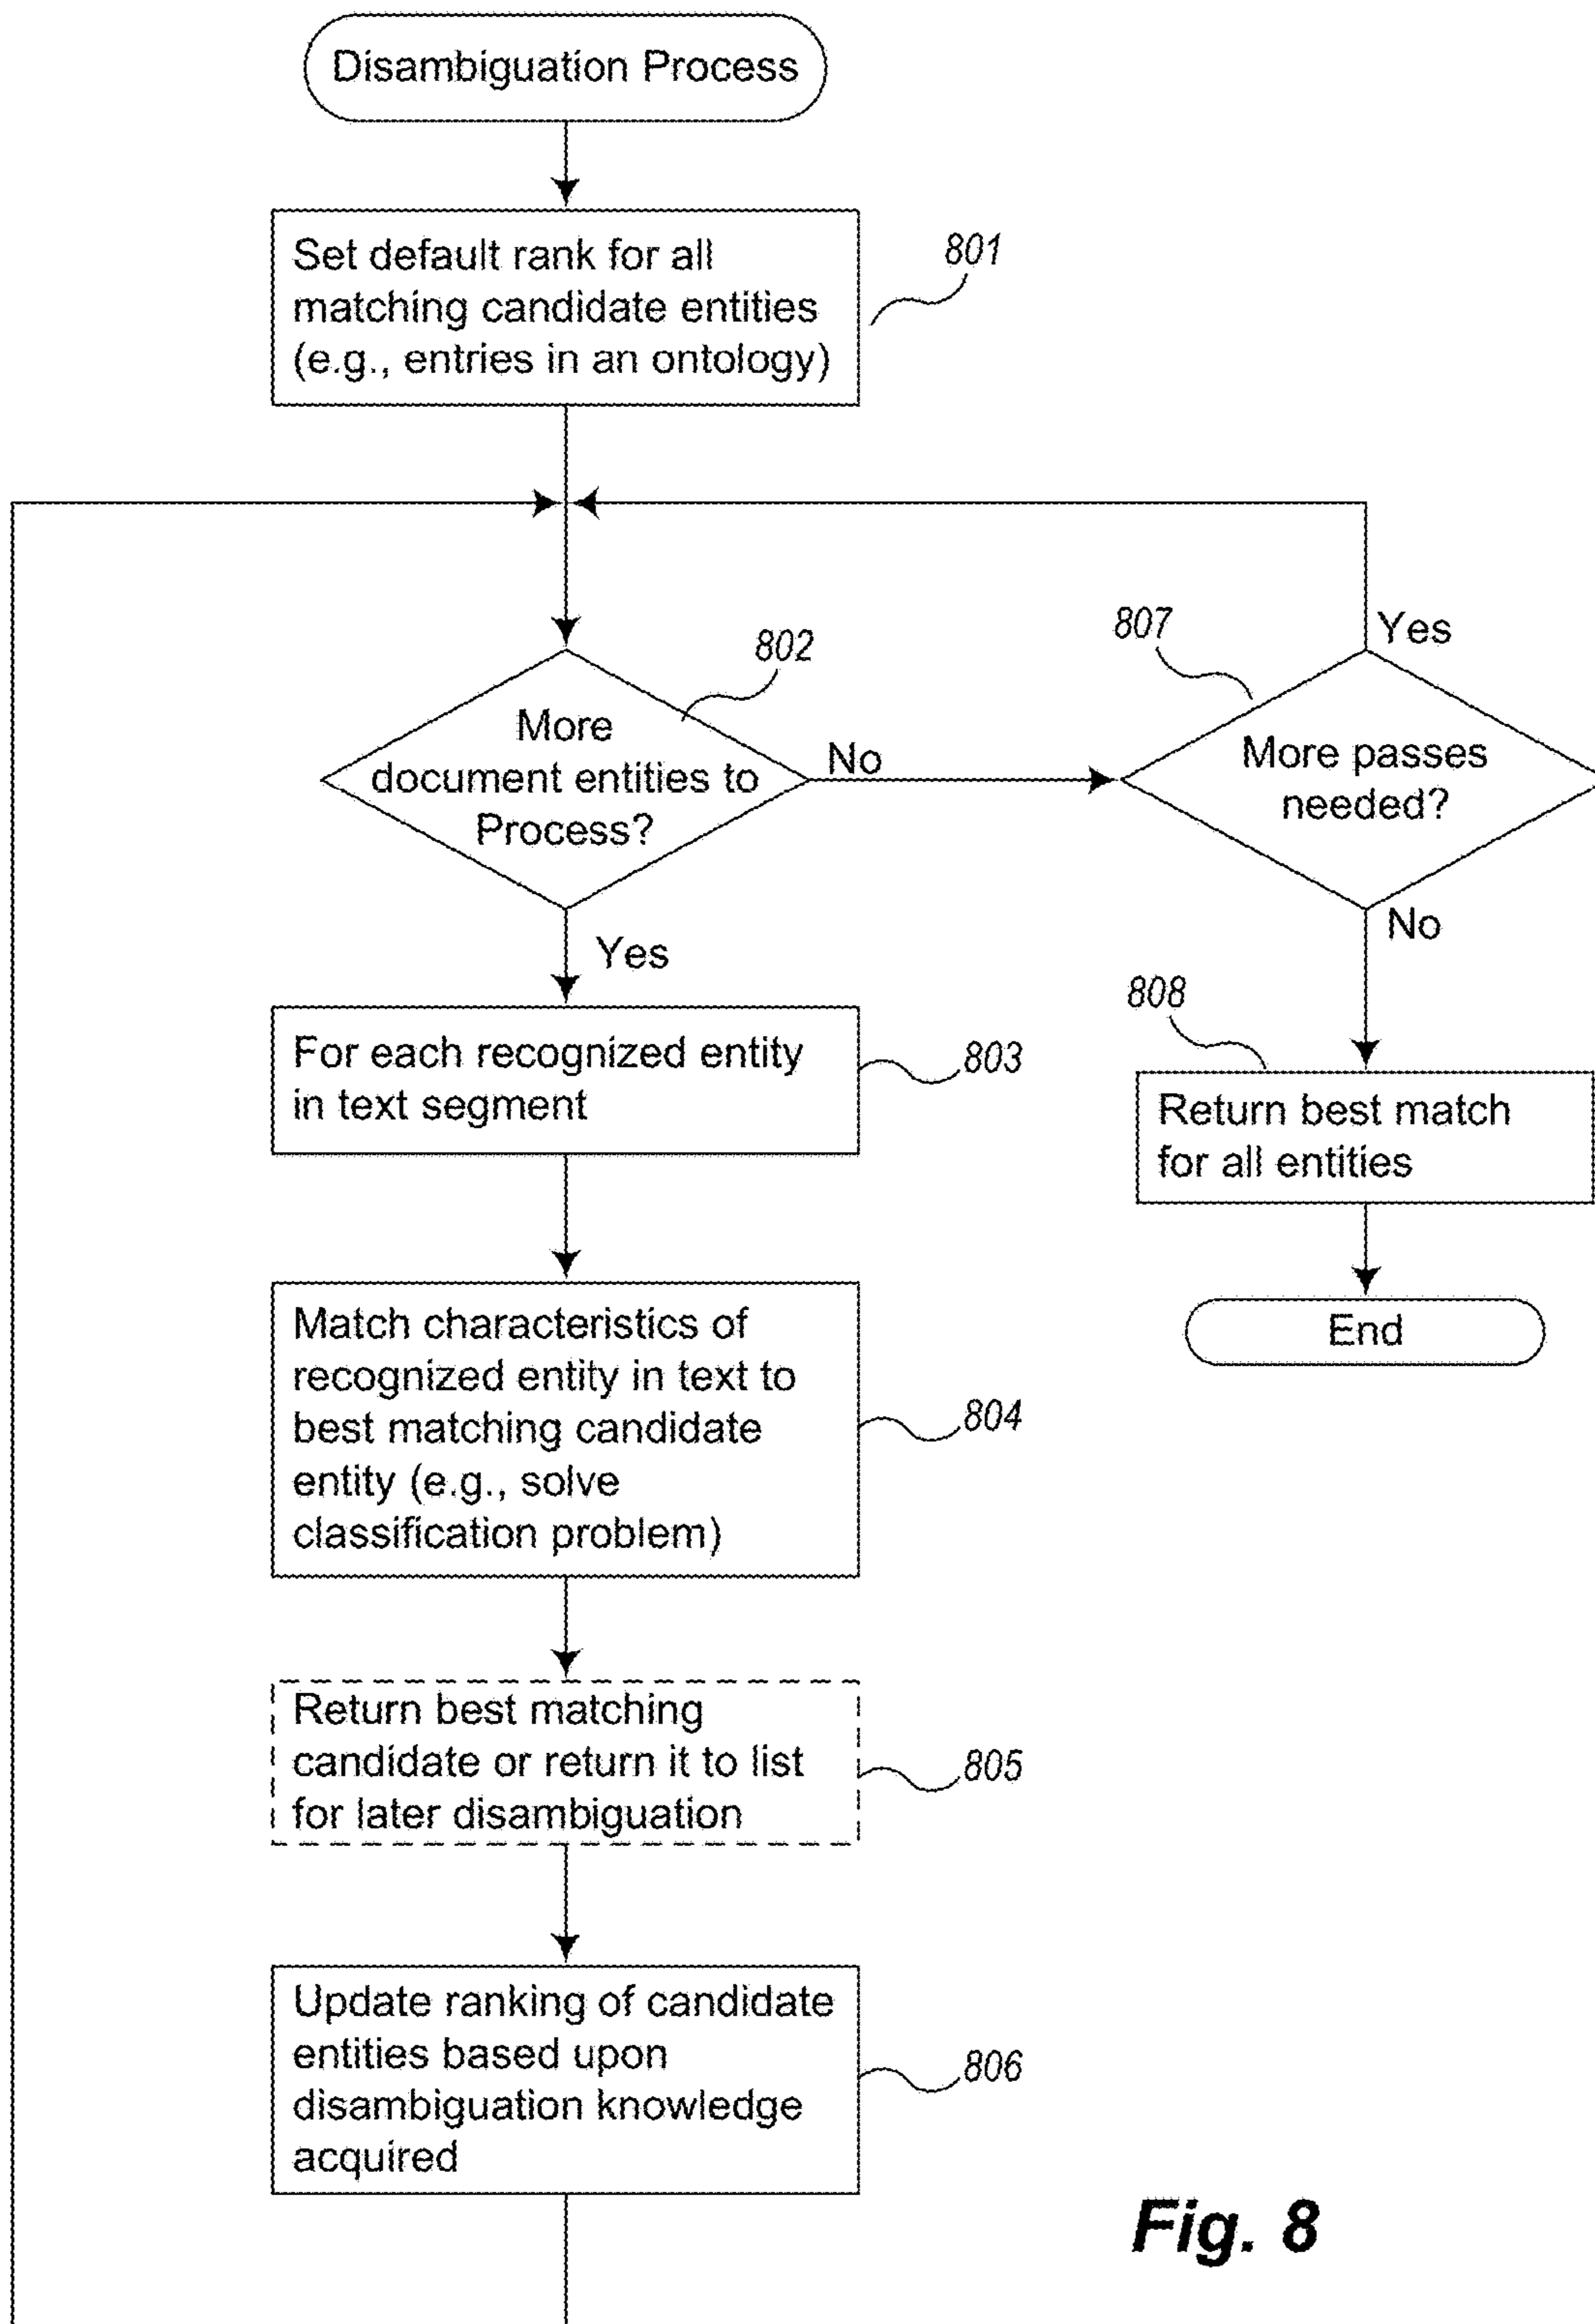 Disambiguation Process
Set default rank for all
matching candidate entities
(e.g., entries in an ontology)
801
More
document entities to
Process?
802
No
Yes
More passes
needed?
807
Yes
No
For each recognized entity
in text segment
803
808
Return best match
for all entities
End
Match characteristics of
recognized entity in text to
best matching candidate
entity (e.g., solve
classification problem)
804
Return best matching
candidate or return it to list
for later disambiguation
805
Update ranking of candidate
entities based upon
disambiguation knowledge
acquired
806
Fig. 8